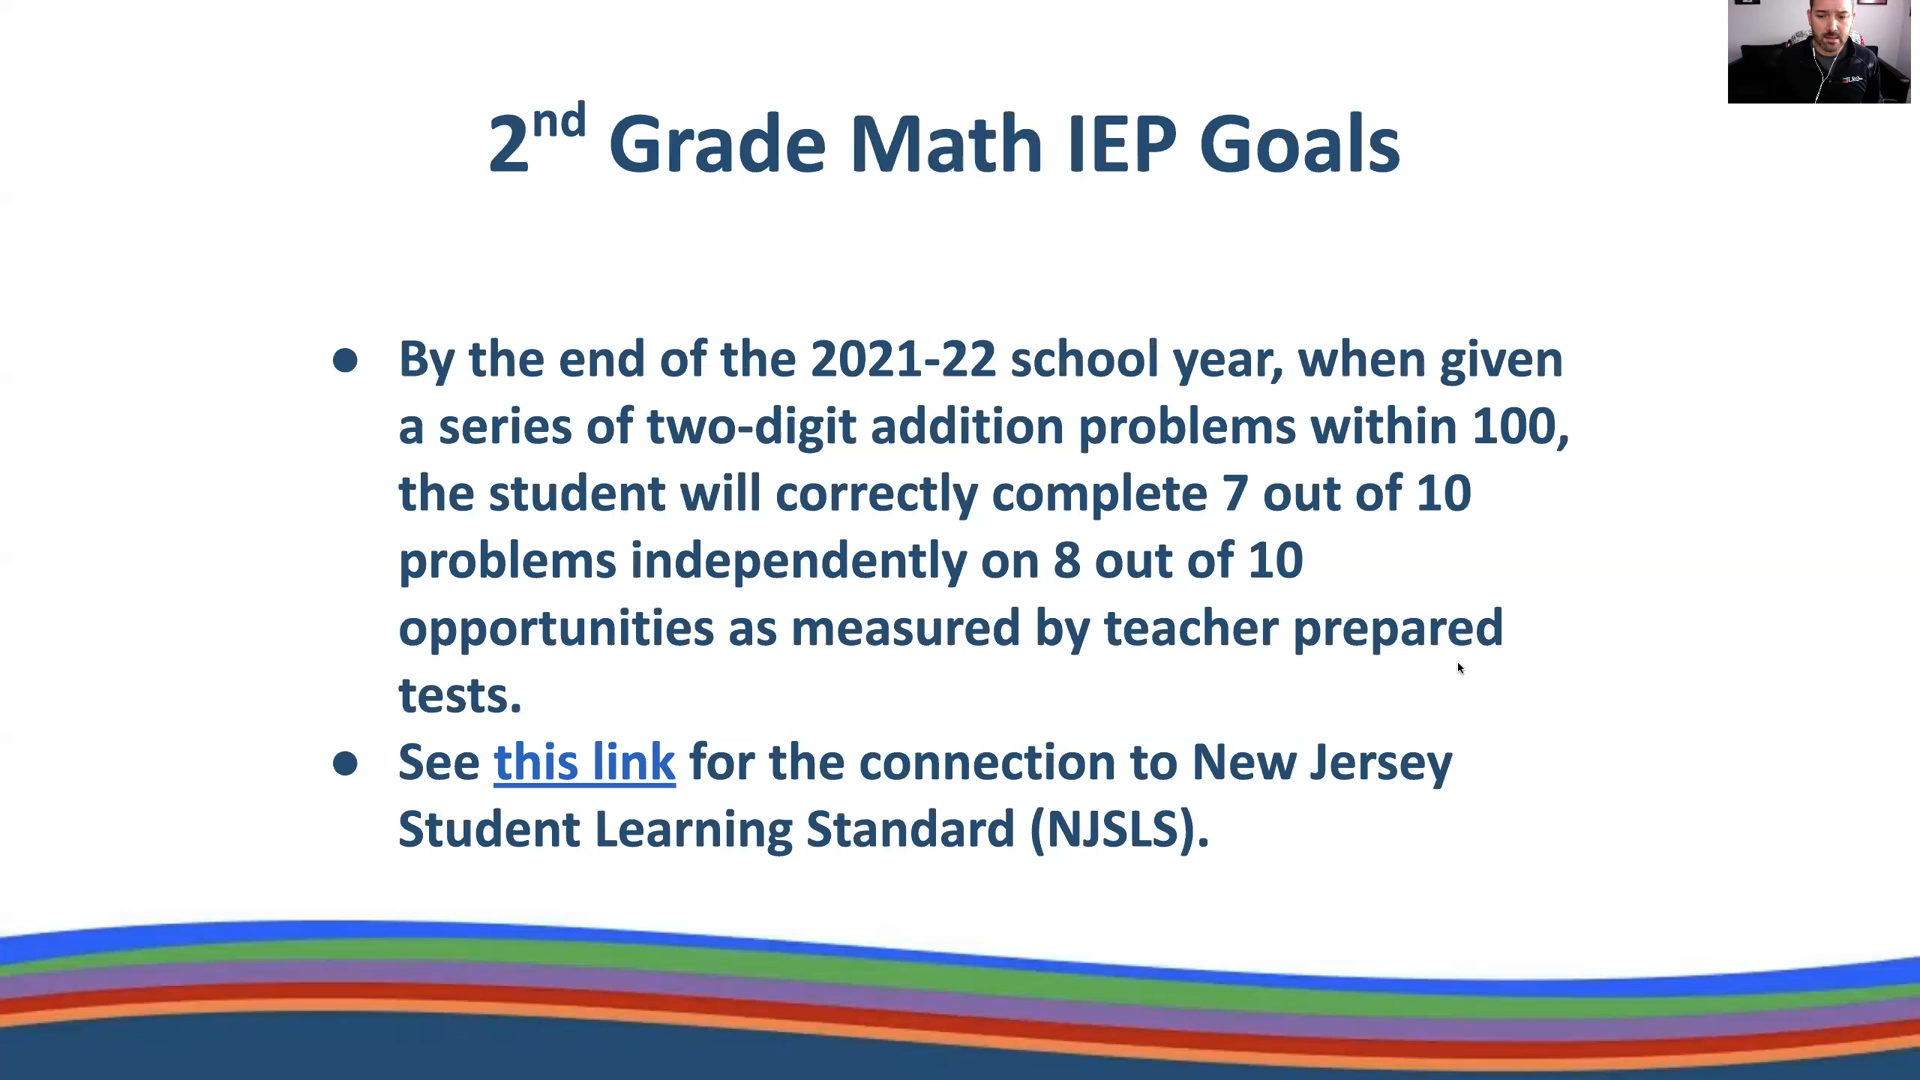 2nd Grade Math IEP Goals
● By the end of the 2021-22 school year, when given
a series of two-digit addition problems within 100,
the student will correctly complete 7 out of 10
problems independently on 8 out of 10
opportunities as measured by teacher prepared
tests.
● See this link for the connection to New Jersey
Student Learning Standard (NJSLS).